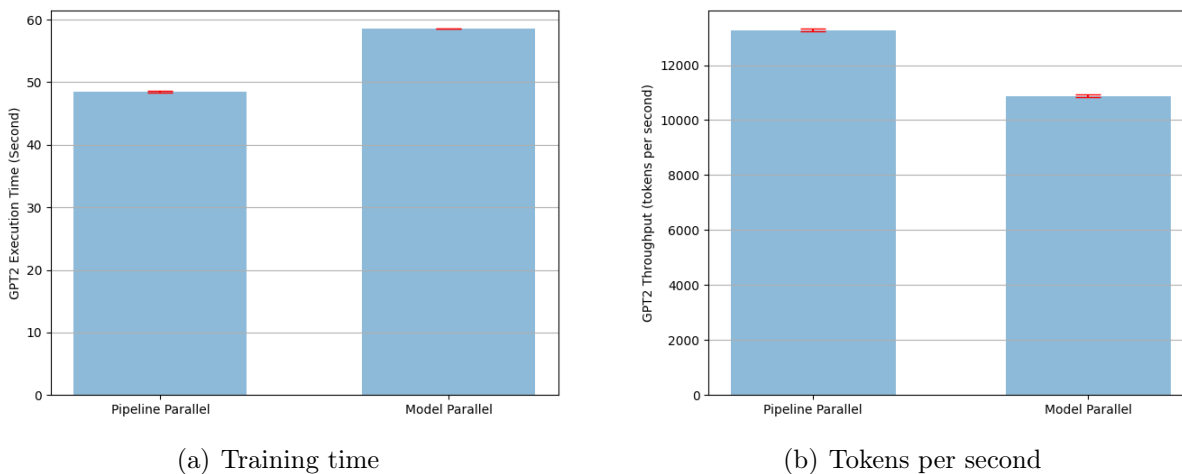 GPT2 Execution Time (Second)
60
50
40
30
20
10
0
Pipeline Parallel
Model Parallel
(a) Training time
GPT2 Throughput (tokens per second)
12000
10000
8000
6000
4000
2000
0
Pipeline Parallel
Model Parallel
(b) Tokens per second